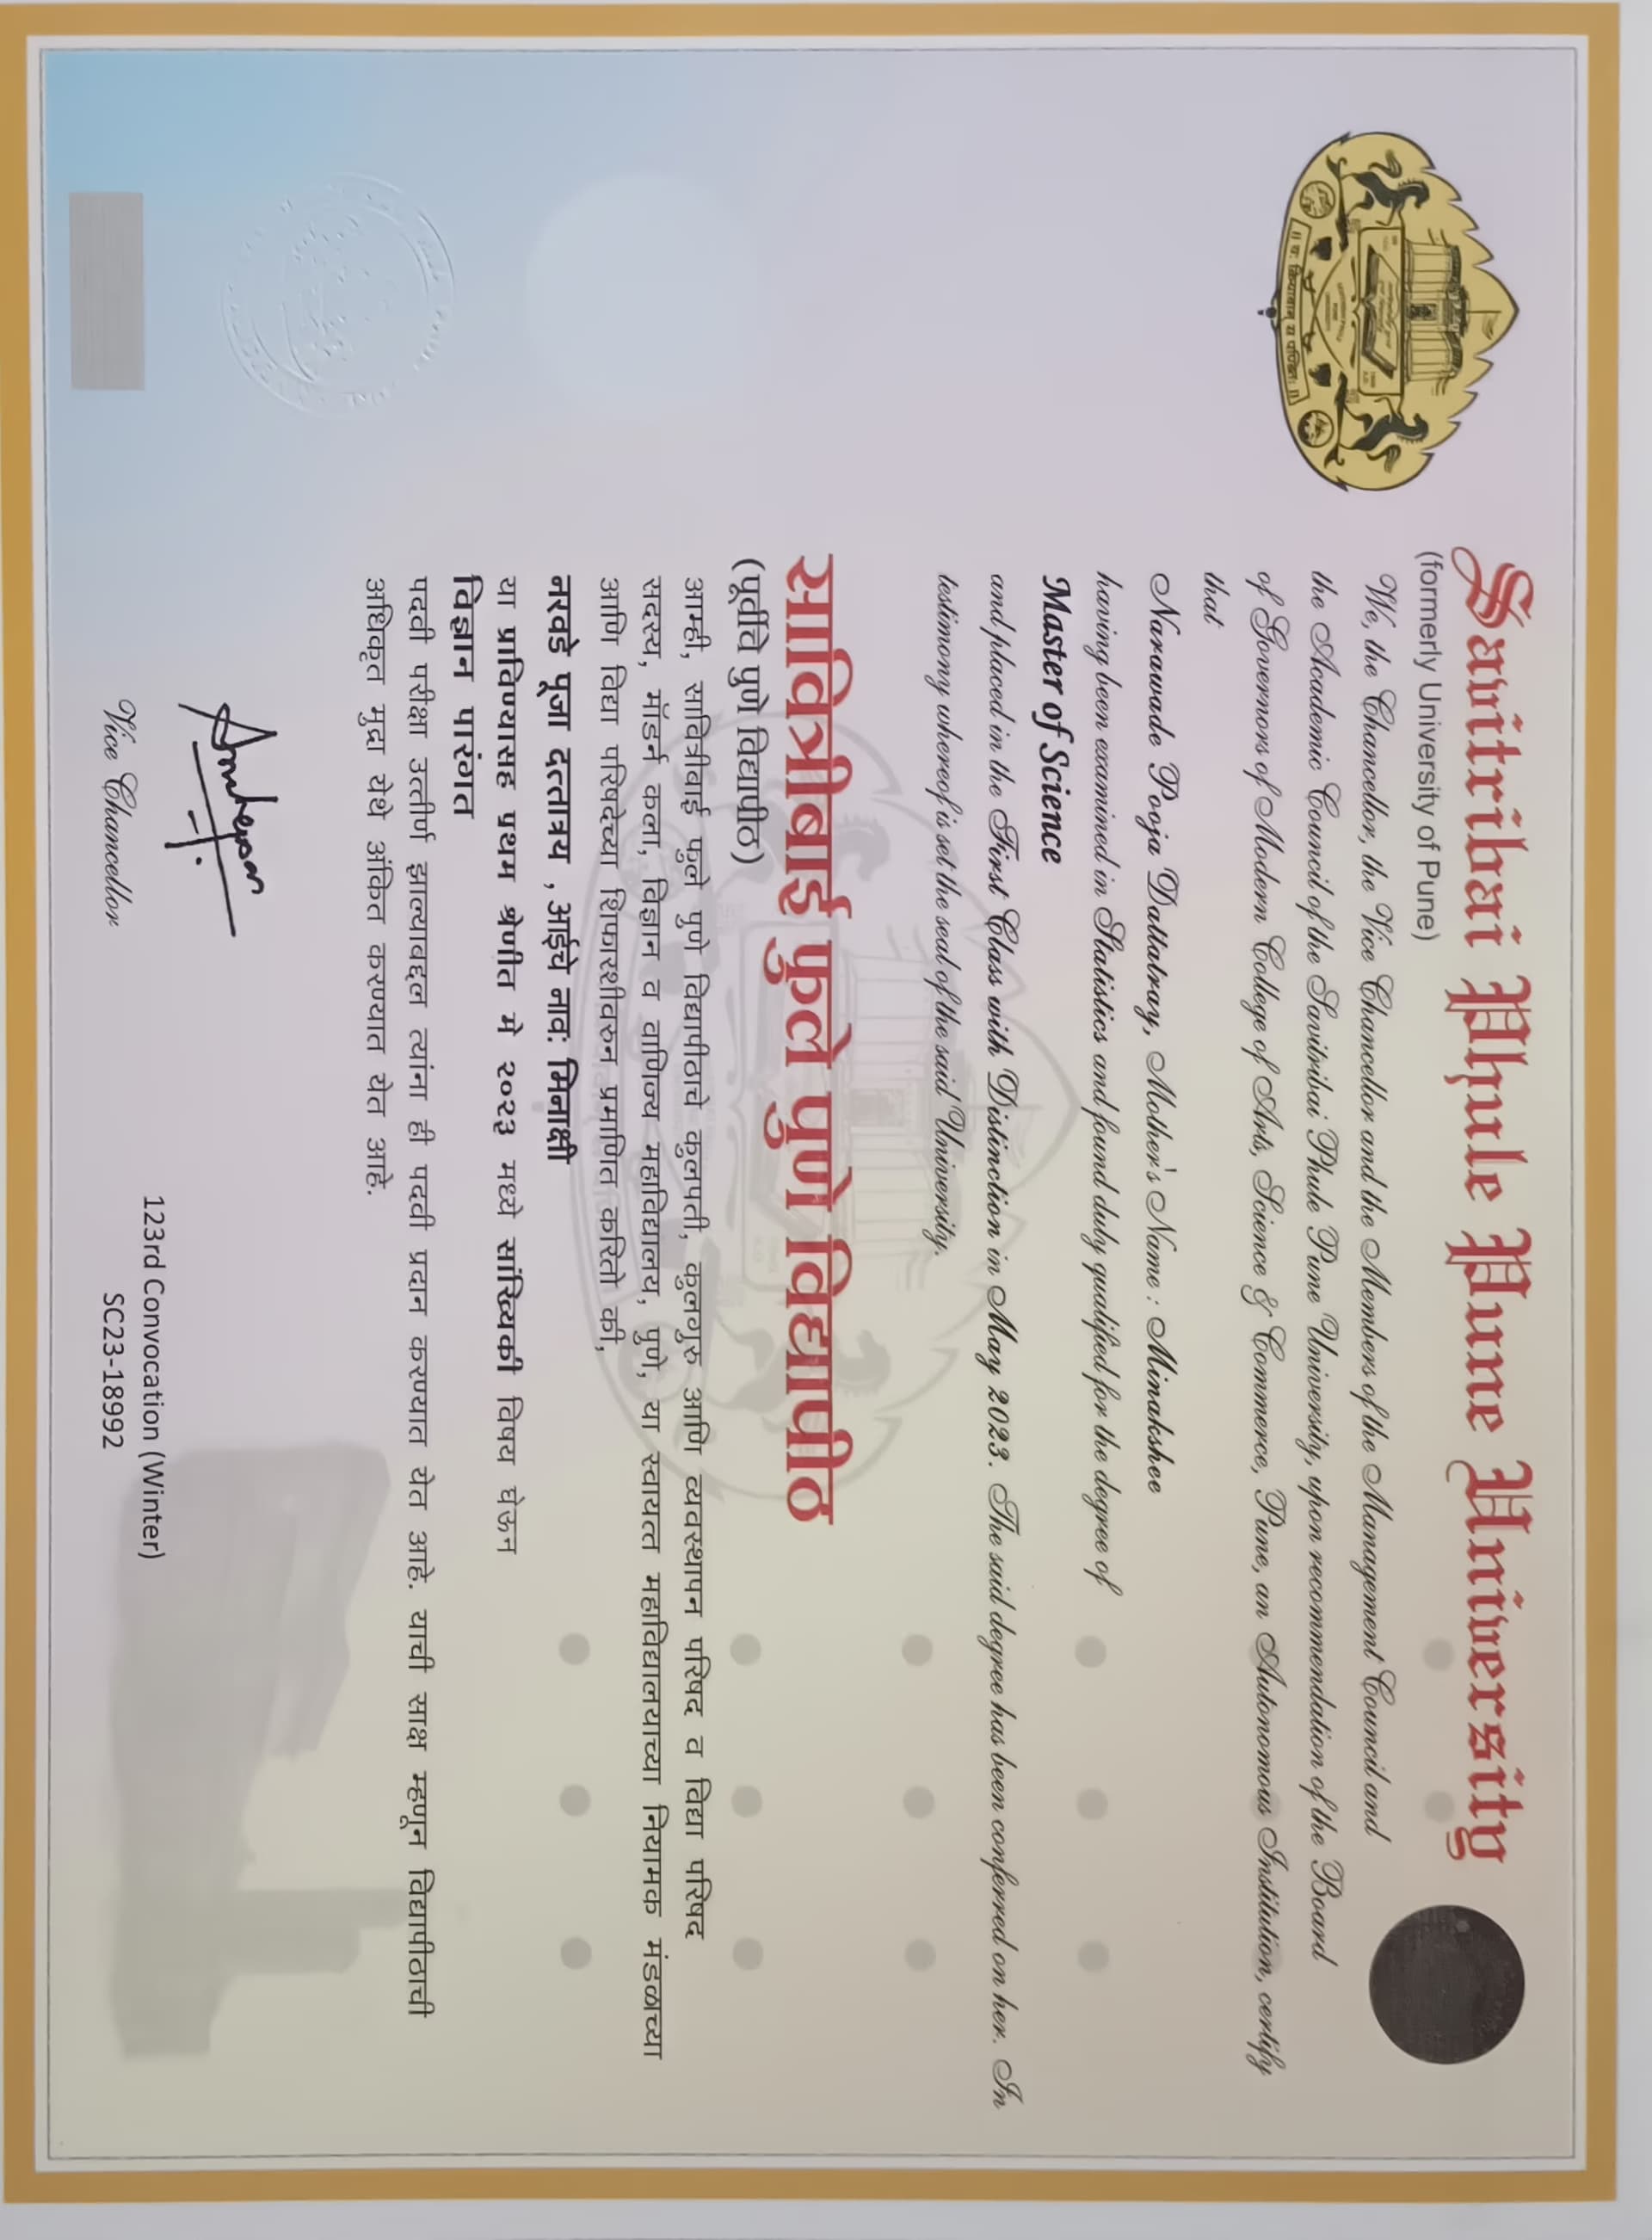 Savitribai Phule Pune University
(formerly University of Pune)
We, the Chancellor, the Vice Chancellor and the Members of the Management Council and
the Academic Council of the Savitribai Phule Pune University, upon recommendation of the Board
of Governors of Modern College of Arts, Science & Commerce, Pune, an Autonomous Institution, certify
that
Narawade Pooja Dattatray, Mother's Name : Minakshee
having been examined in Statistics and found duly qualified for the degree of
Master of Science
and placed in the First Class with Distinction in May 2023. The said degree has been conferred on her. In
testimony whereof is set the seal of the said University.
सावित्रीबाई फुले पुणे विद्यापीठ
(पूर्वीचे पुणे विद्यापीठ)
आम्ही, सावित्रीबाई फुले पुणे विद्यापीठाचे कुलपती, कुलगुरु आणि व्यवस्थापन परिषद व विद्या परिषद
सदस्य, मॉडर्न कला, विज्ञान व वाणिज्य महाविद्यालय, पुणे, या स्वायत्त महाविद्यालयाच्या नियामक मंडळाच्या
आणि विद्या परिषदेच्या शिफारशीवरुन प्रमाणित करितो की,
नरवडे पूजा दत्तात्रय , आईचे नाव: मिनाक्षी
या प्राविण्यासह प्रथम श्रेणीत मे २०२३ मध्ये सांख्यिकी विषय घेऊन
विज्ञान पारंगत
पदवी परीक्षा उत्तीर्ण झाल्याबद्दल त्यांना ही पदवी प्रदान करण्यात येत आहे. याची साक्ष म्हणून विद्यापीठाची
अधिकृत मुद्रा येथे अंकित करण्यात येत आहे.
Vice Chancellor
123rd Convocation (Winter)
SC23-18992
॥ यः क्रियावान् स पण्डितः ॥